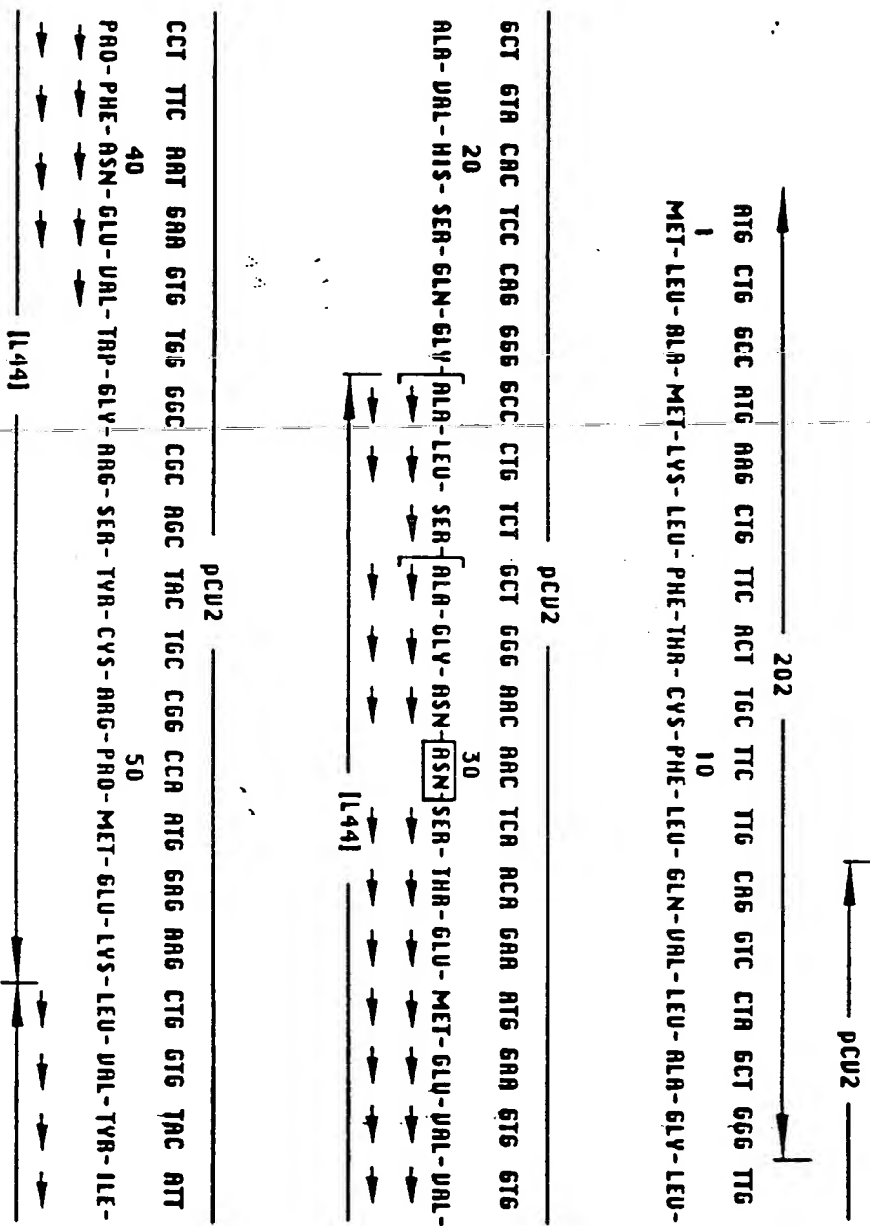 pCV2
202
ATG CTG GCC ATG AAG CTG TTC ACT TGC TTC TTG CAG GTC CTA GCT GGG TTG
1 10
MET-LEU-ALA-MET-LYS-LEU-PHE-THR-CYS-PHE-LEU-GLN-VAL-LEU-ALA-GLY-LEU-
pCV2
GCT GTA CAC TCC CAG GGG GCC CTG TCT GCT GGG AAC AAC TCA ACA GAA ATG GAA GTG GTG
20 30
ALA-VAL-HIS-SER-GLN-GLY-ALA-LEU-SER-ALA-GLY-ASN-ASN-SER-THR-GLU-MET-GLU-VAL-VAL-
[L44]
pCV2
CCT TTC AAT GAA GTG TGG GGC CGC AGC TAC TGC CGG CCA ATG GAG AAG CTG GTG TAC ATT
40 50
PRO-PHE-ASN-GLU-VAL-TRP-GLY-ARG-SER-TYR-CYS-ARG-PRO-MET-GLU-LYS-LEU-VAL-TYR-ILE-
[L44]